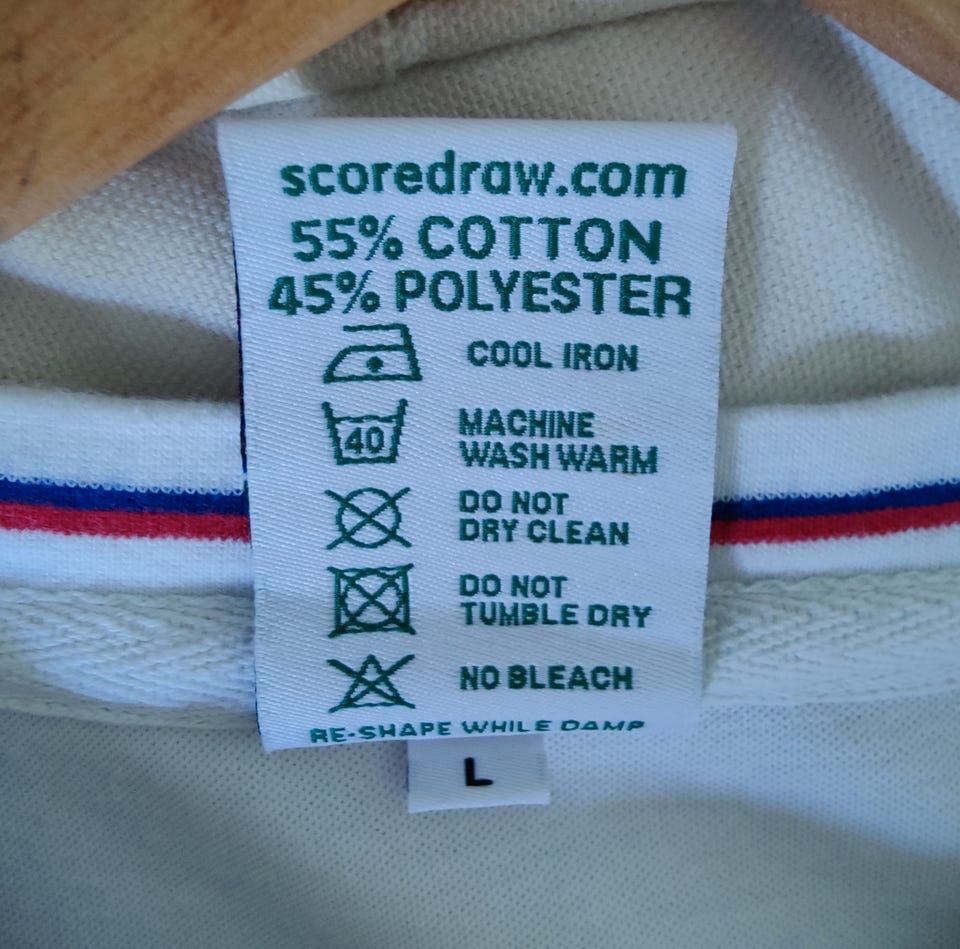 scoredraw.com
55% COTTON
45% POLYESTER
COOL IRON
40
MACHINE
WASH WARM
DO NOT
DRY CLEAN
DO NOT
TUMBLE DRY
NO BLEACH
RE-SHAPE WHILE DAMP
L